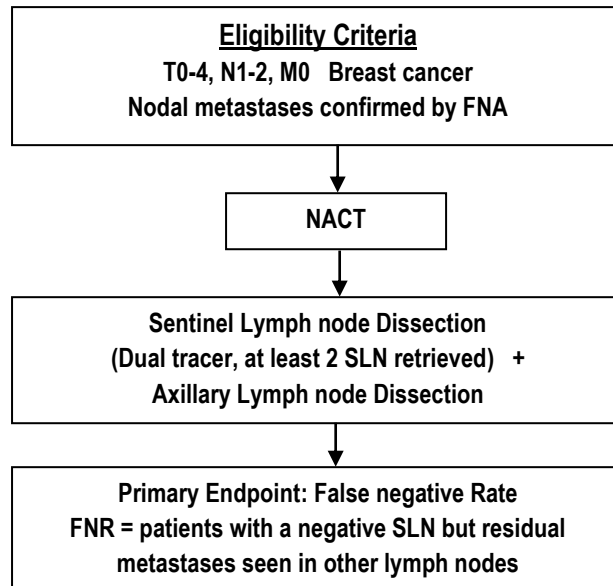 Eligibility Criteria
T0-4, N1-2, M0 Breast cancer
Nodal metastases confirmed by FNA
NACT
Sentinel Lymph node Dissection
(Dual tracer, at least 2 SLN retrieved) +
Axillary Lymph node Dissection
Primary Endpoint: False negative Rate
FNR = patients with a negative SLN but residual
metastases seen in other lymph nodes